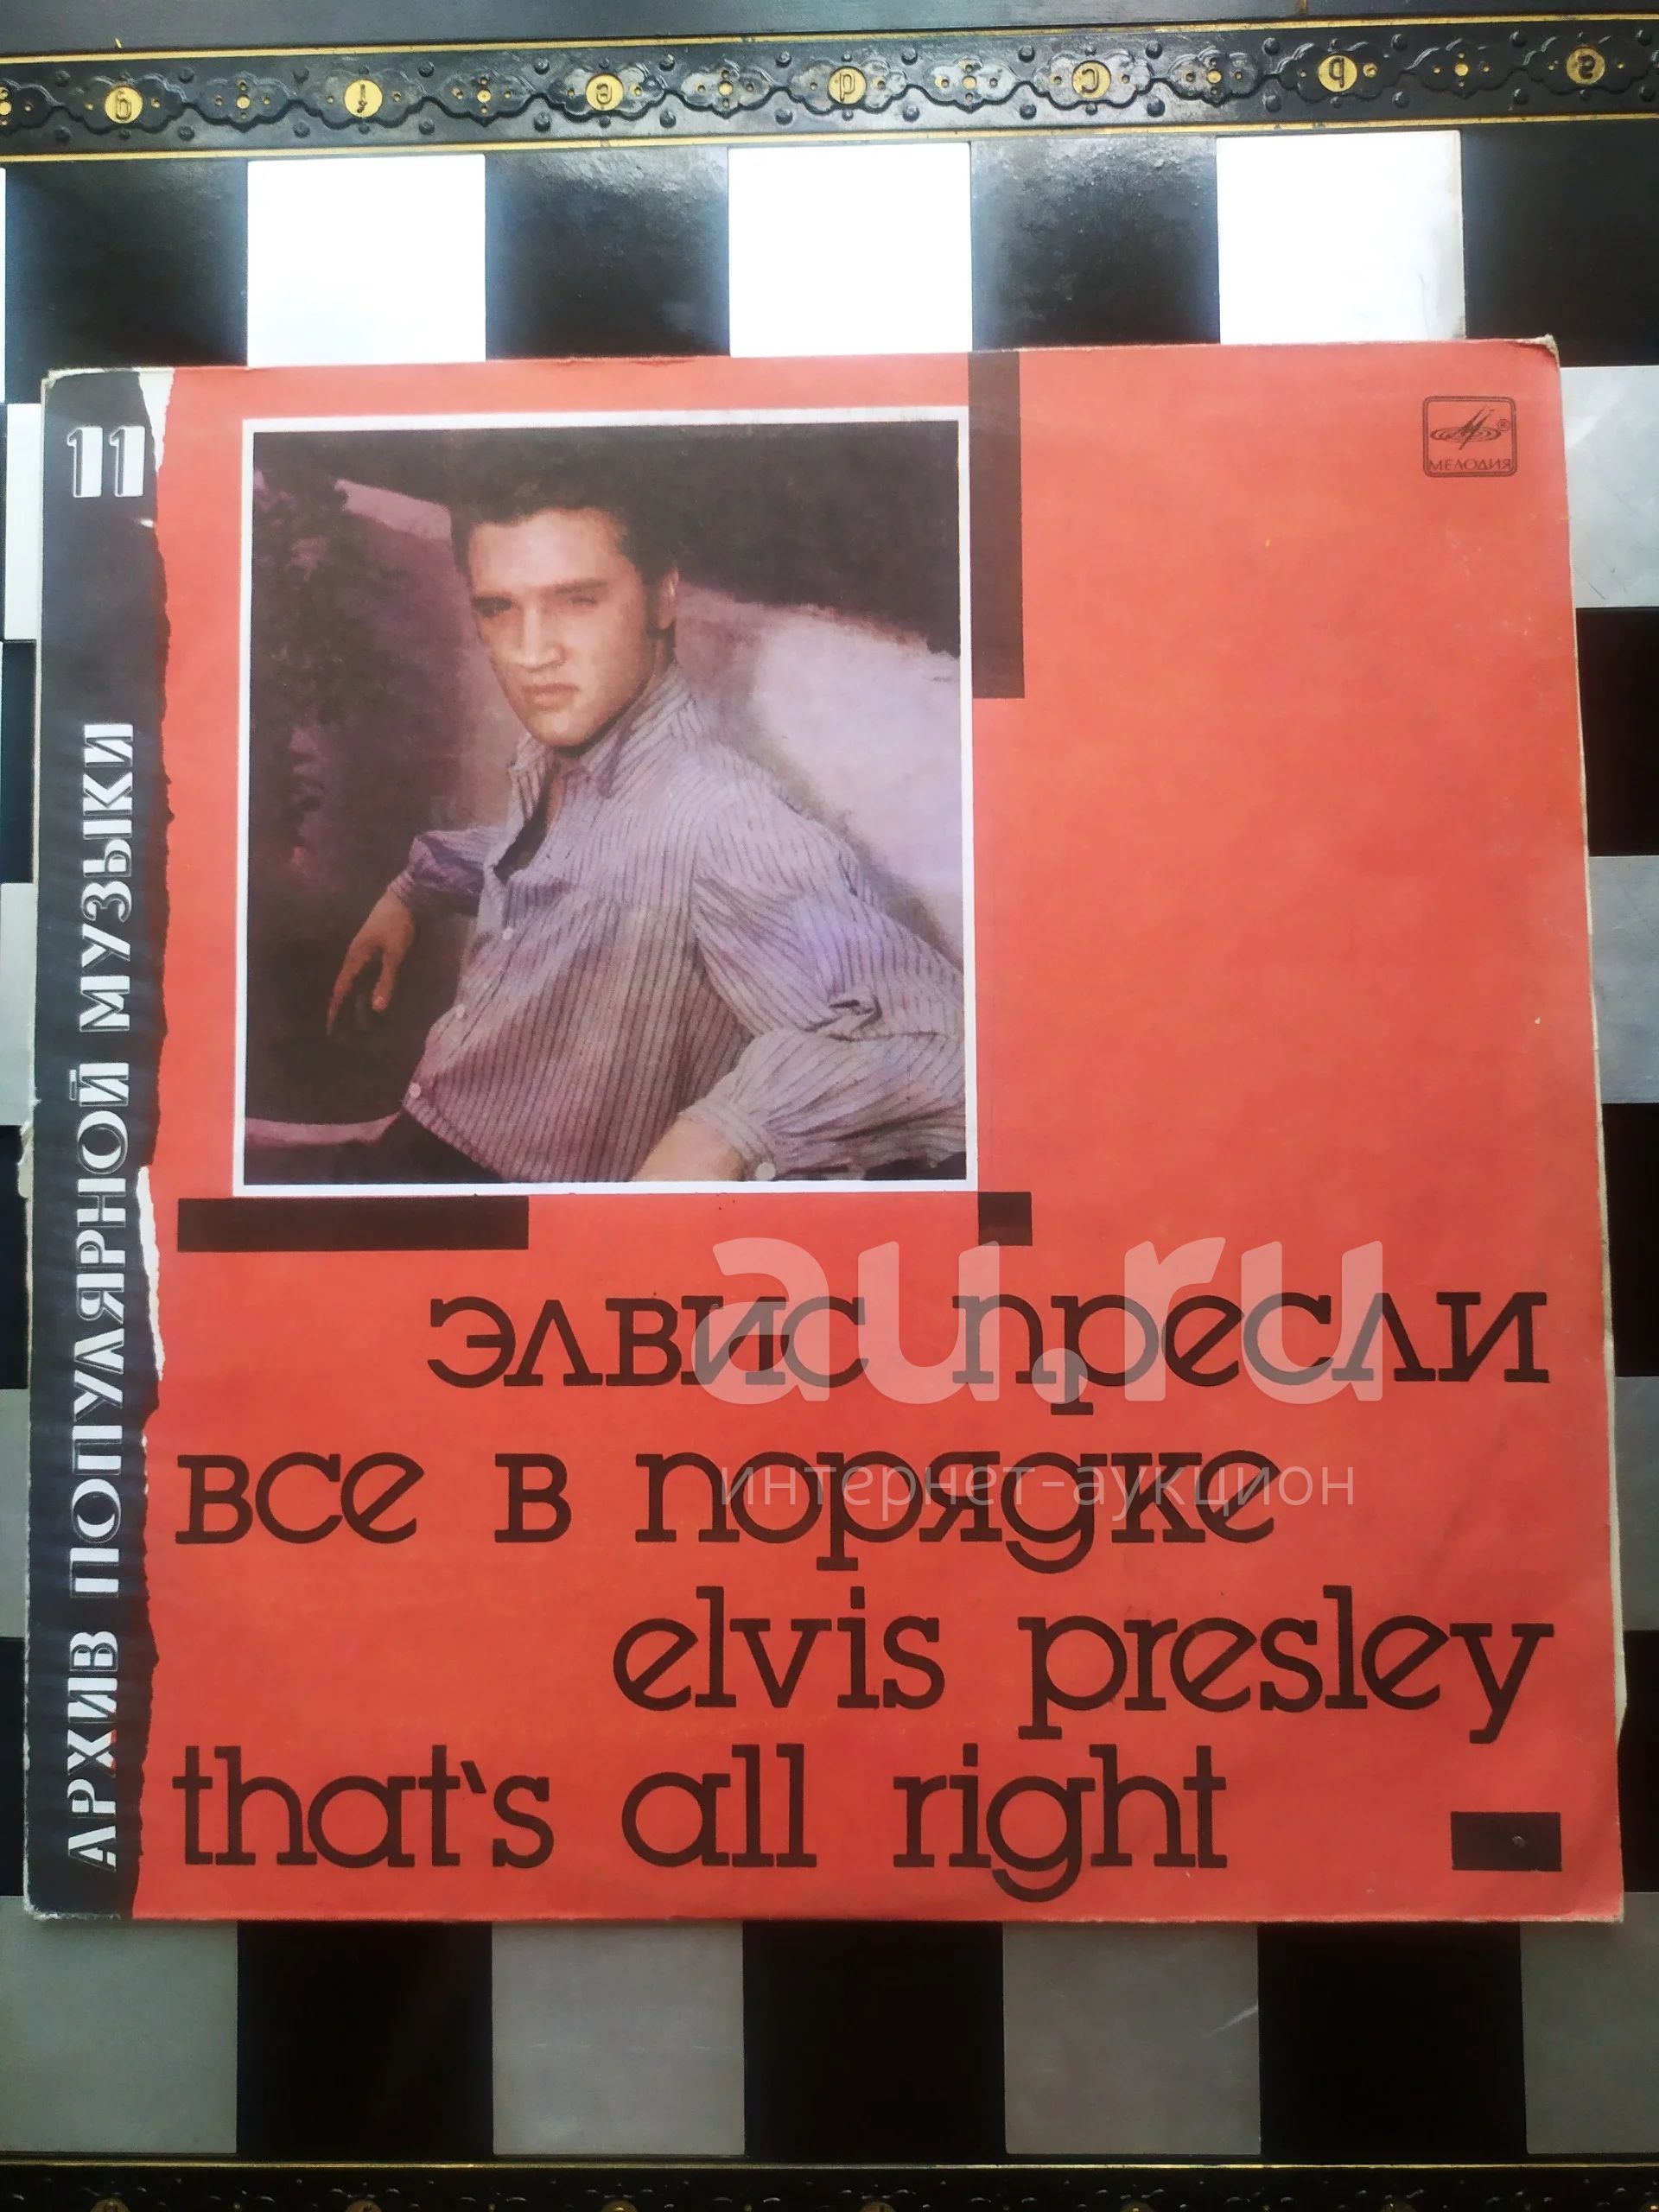 11
АРХИВ ПОПУЛЯРНОЙ МУЗЫКИ
МЕЛОДИЯ
®
элвис пресли
все в порядке
elvis presley
that's all right
au.ru
интернет-аукцион